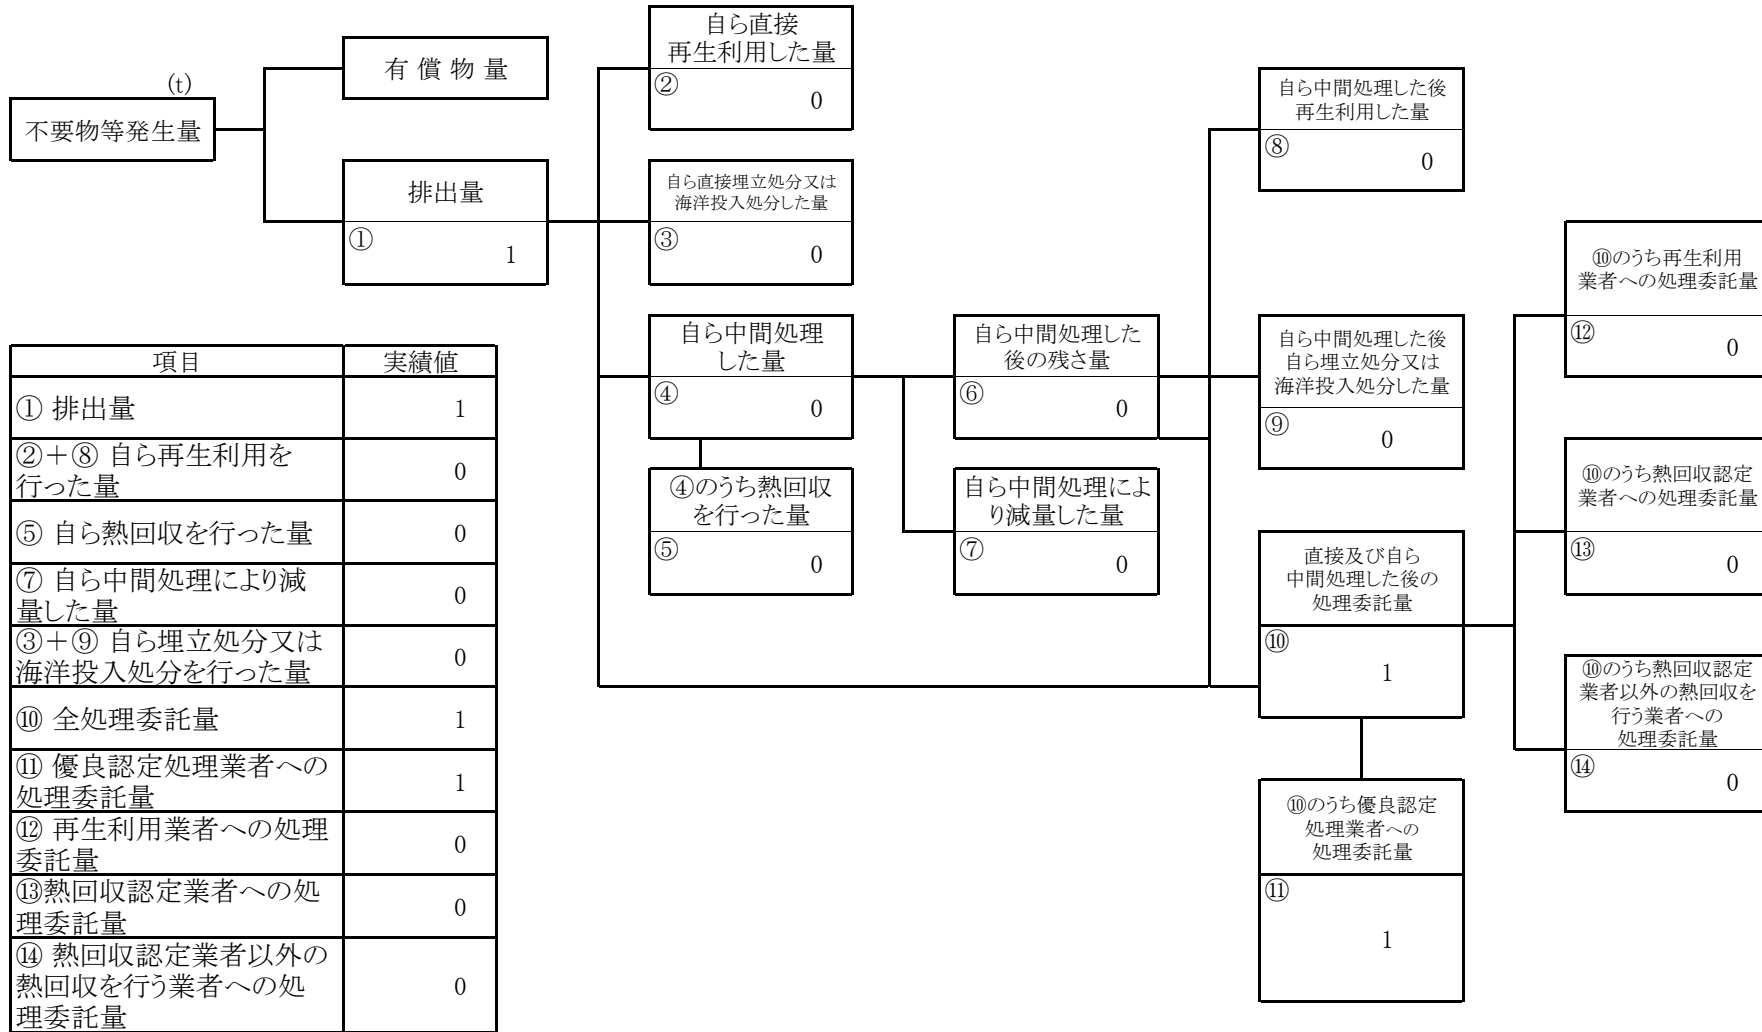 (t)
不要物等発生量
有 償 物 量
排出量
①
1
自ら直接
再生利用した量
②
0
自ら直接埋立処分又は
海洋投入処分した量
③
0
自ら中間処理
した量
④
0
④のうち熱回収
を行った量
⑤
0
自ら中間処理した
後の残さ量
⑥
0
自ら中間処理によ
り減量した量
⑦
0
自ら中間処理した後
再生利用した量
⑧
0
自ら中間処理した後
自ら埋立処分又は
海洋投入処分した量
⑨
0
直接及び自ら
中間処理した後の
処理委託量
⑩
1
⑩のうち優良認定
処理業者への
処理委託量
⑪
1
⑩のうち再生利用
業者への処理委託量
⑫
0
⑩のうち熱回収認定
業者への処理委託量
⑬
0
⑩のうち熱回収認定
業者以外の熱回収を
行う業者への
処理委託量
⑭
0
項目 実績値
① 排出量 1
②＋⑧ 自ら再生利用を
行った量 0
⑤ 自ら熱回収を行った量 0
⑦ 自ら中間処理により減
量した量 0
③＋⑨ 自ら埋立処分又は
海洋投入処分を行った量 0
⑩ 全処理委託量 1
⑪ 優良認定処理業者への
処理委託量 1
⑫ 再生利用業者への処理
委託量 0
⑬熱回収認定業者への処
理委託量 0
⑭ 熱回収認定業者以外の
熱回収を行う業者への処
理委託量 0